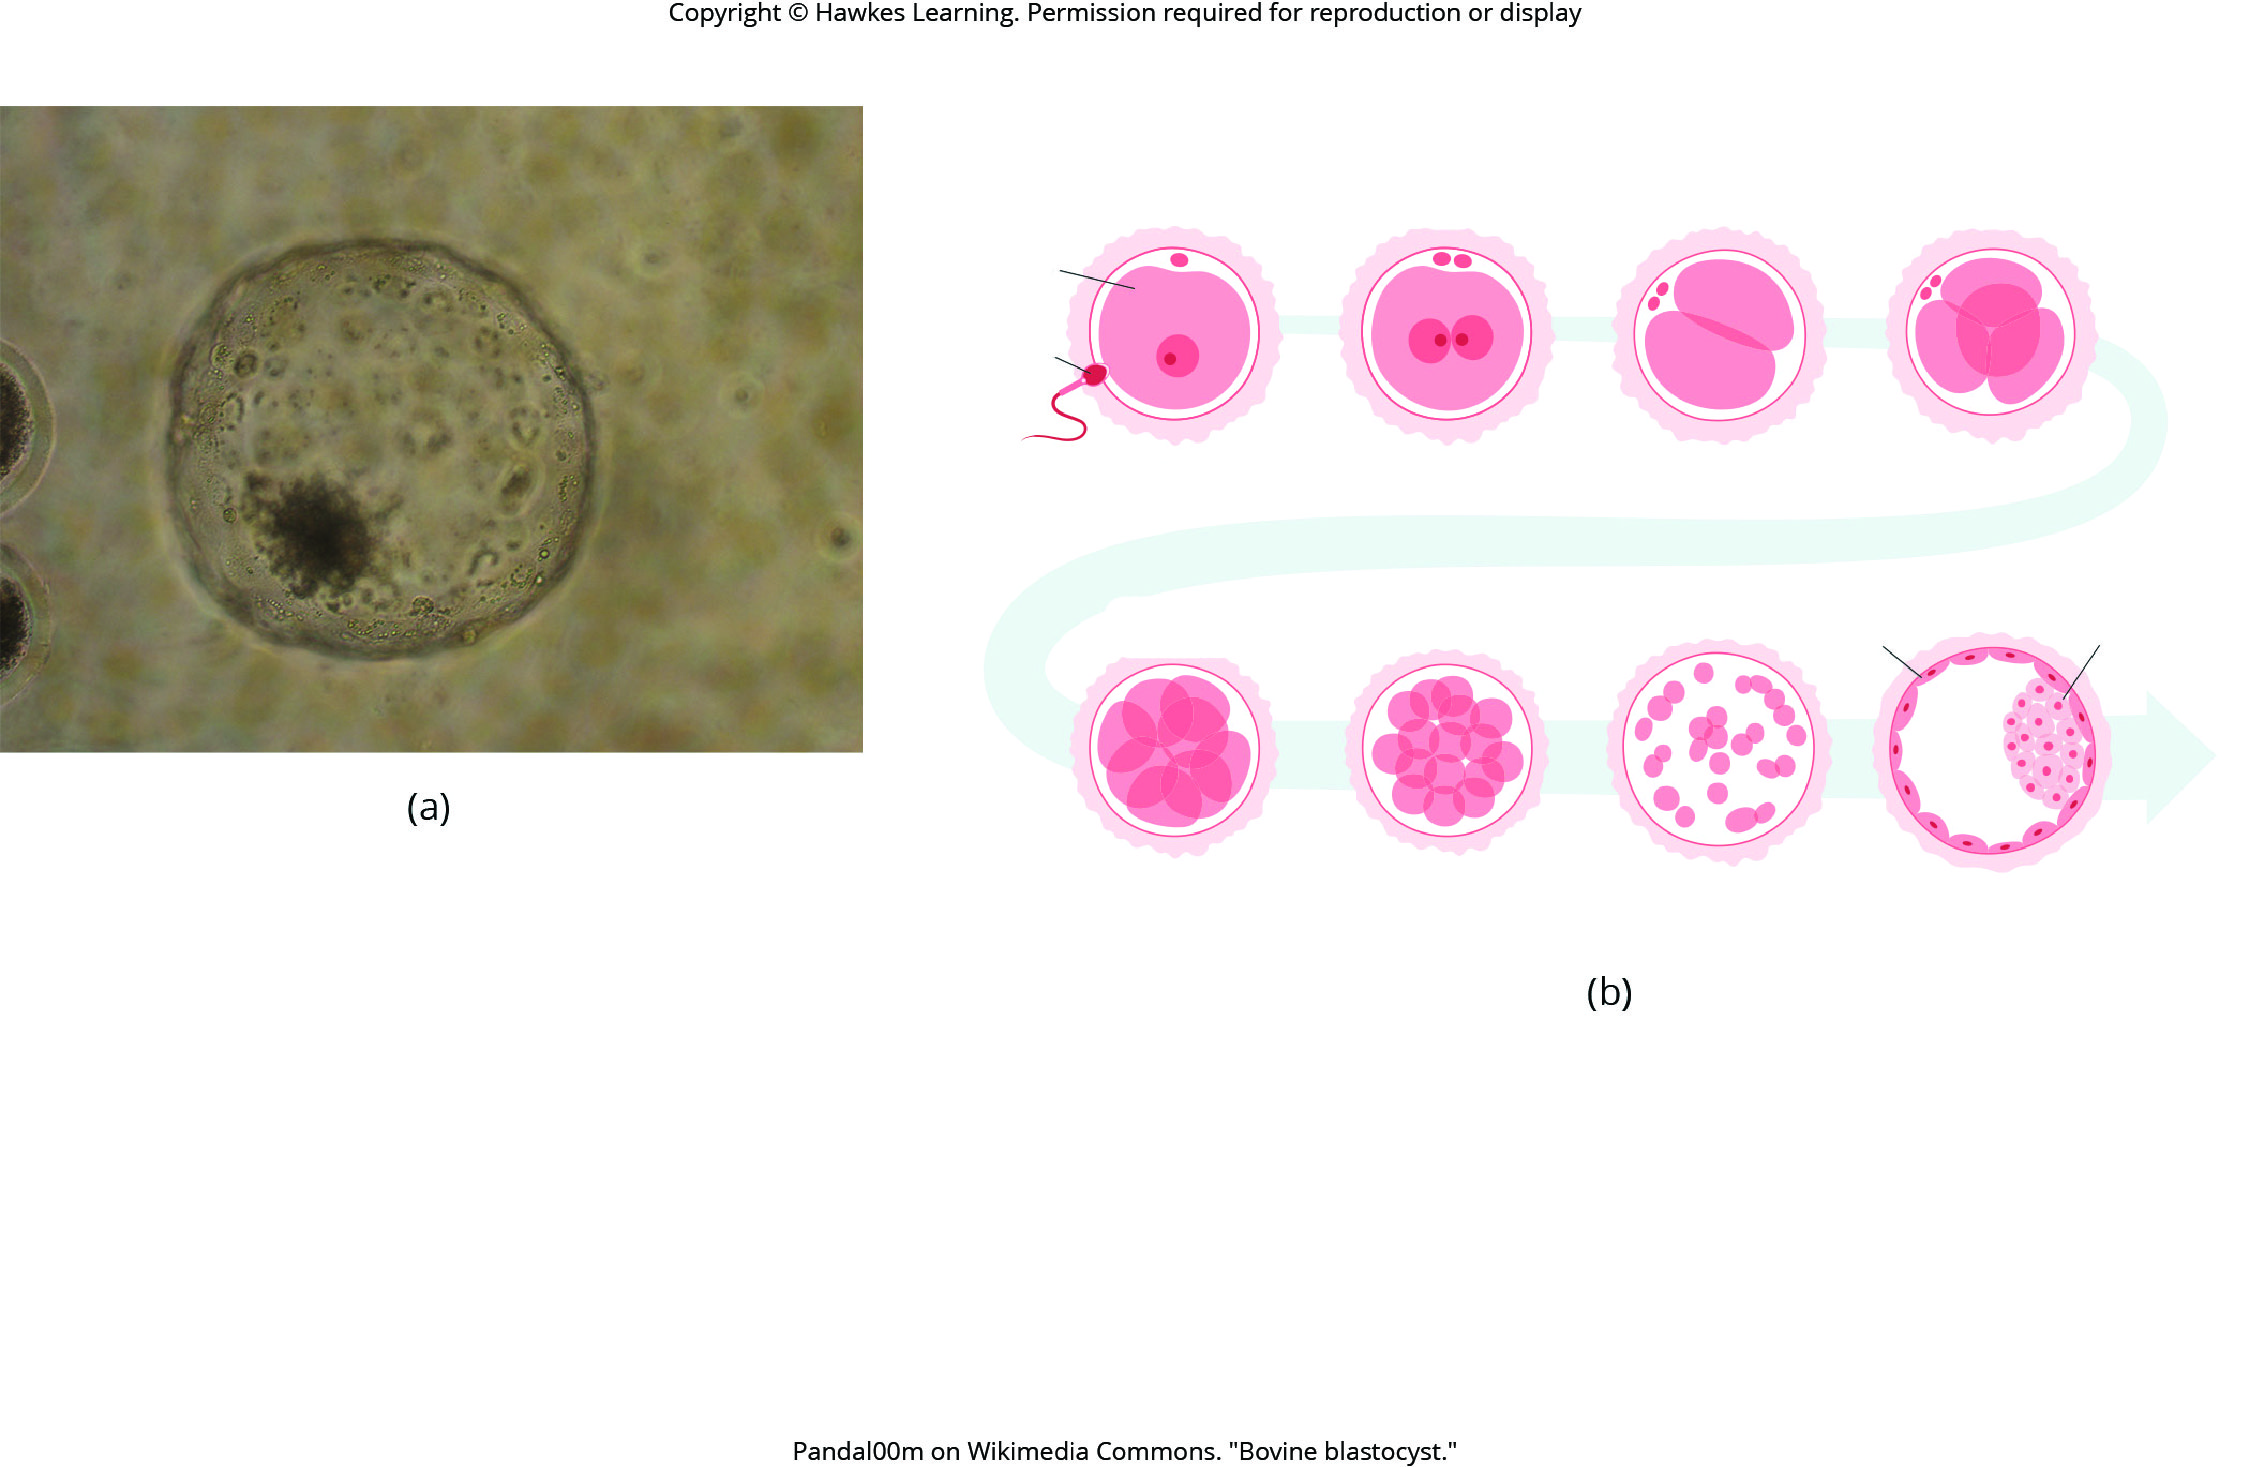 Copyright © Hawkes Learning. Permission required for reproduction or display
(a)
(b)
Pandal00m on Wikimedia Commons. "Bovine blastocyst."